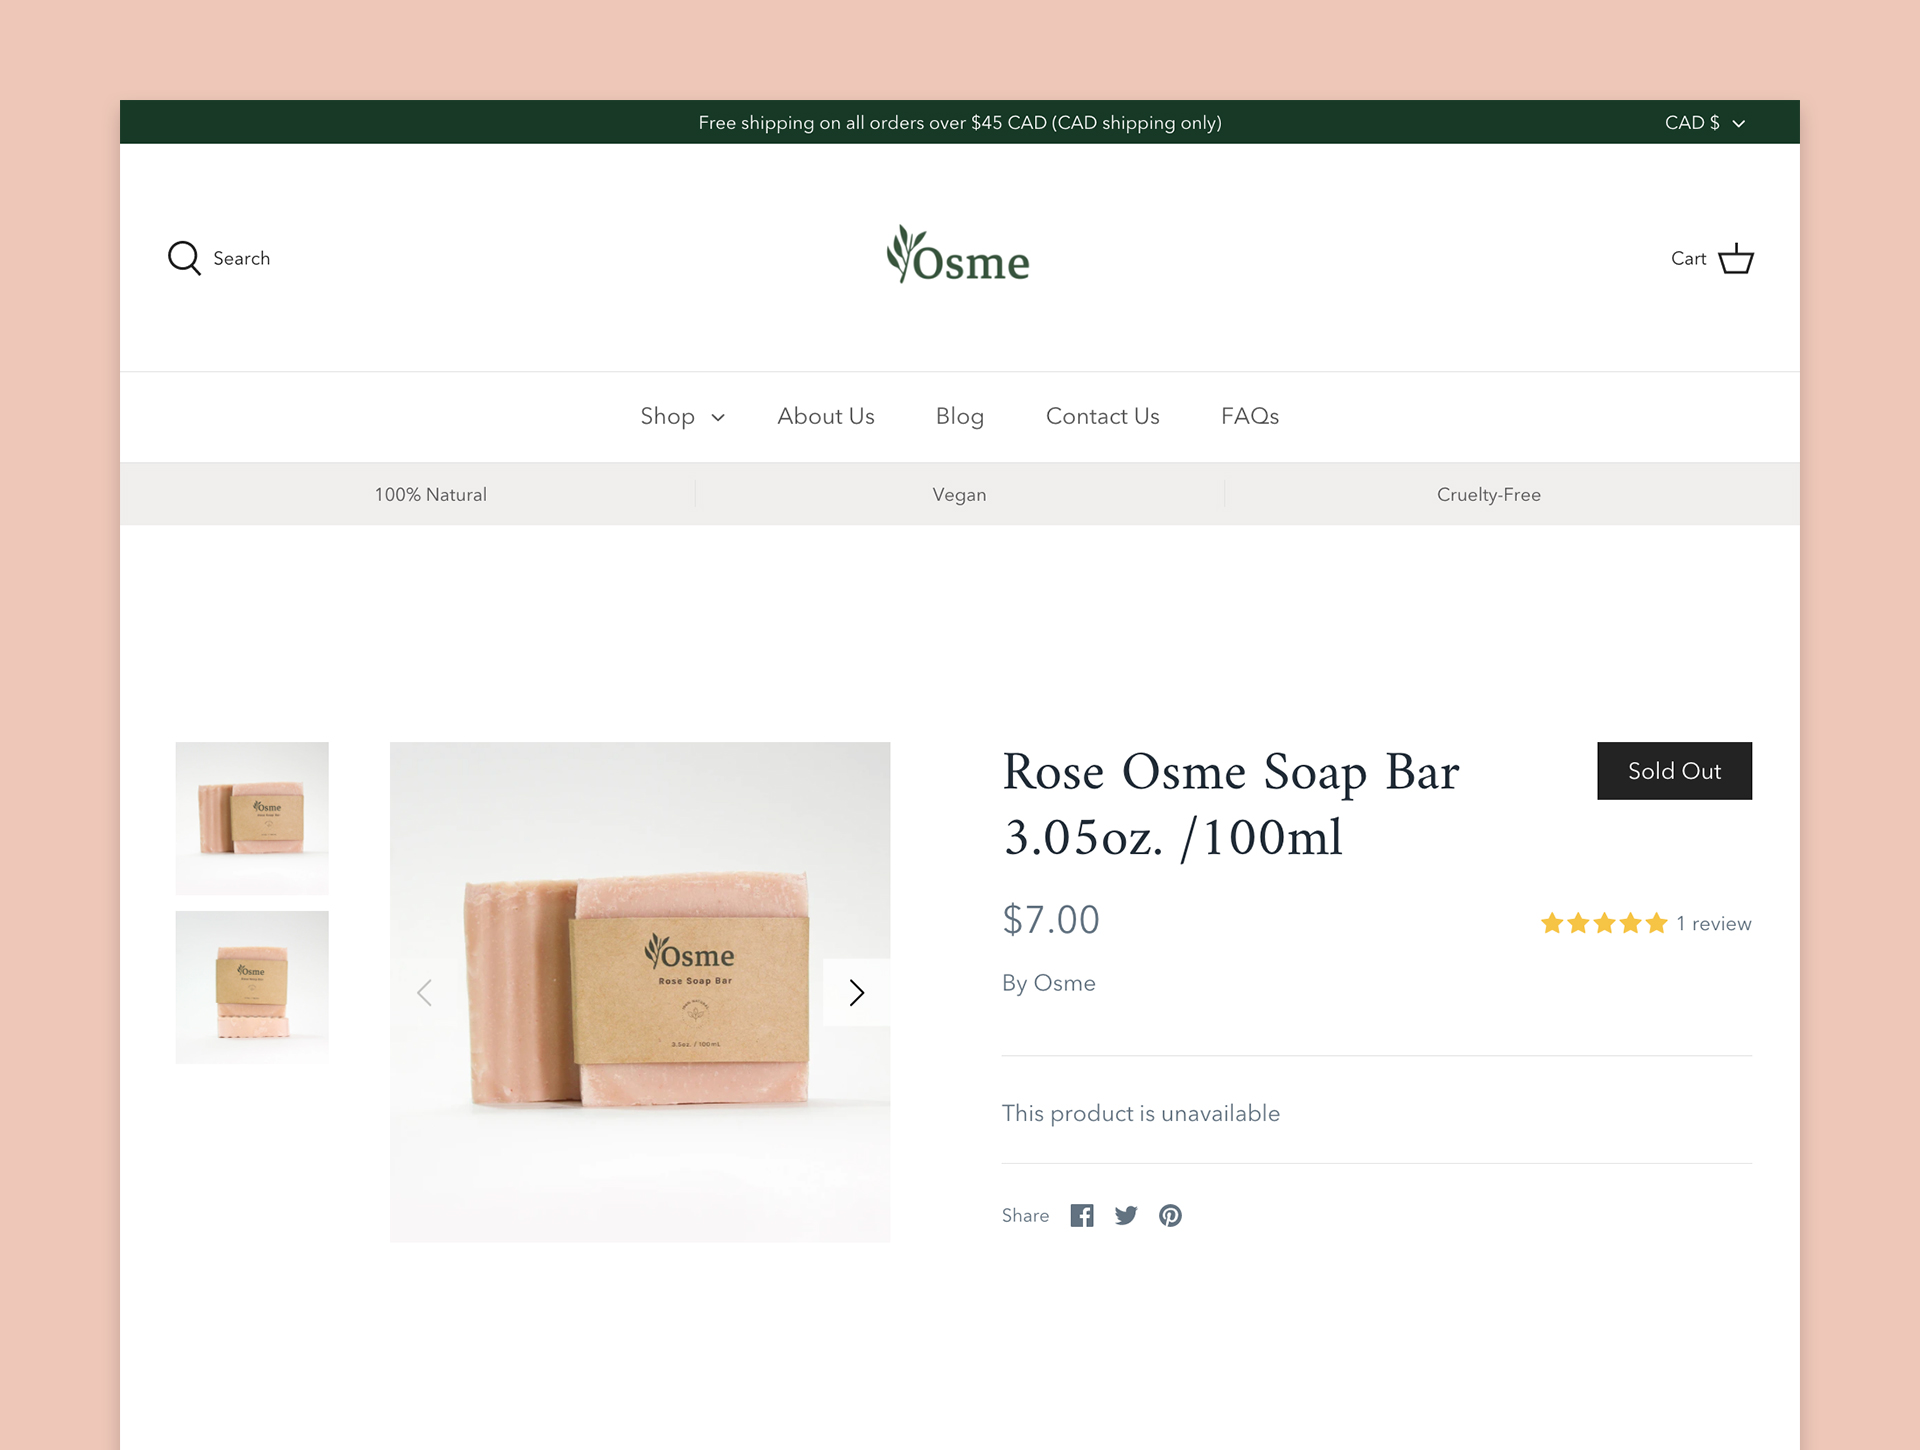 Free shipping on all orders over $45 CAD (CAD shipping only)
CAD $
Search
Osme
Cart
Shop
About Us
Blog
Contact Us
FAQs
100% Natural
Vegan
Cruelty-Free
Osme
Osme
Osme
Rose Soap Bar
3.5oz. / 100mL
Rose Osme Soap Bar
3.05oz. /100ml
Sold Out
$7.00
1 review
By Osme
This product is unavailable
Share